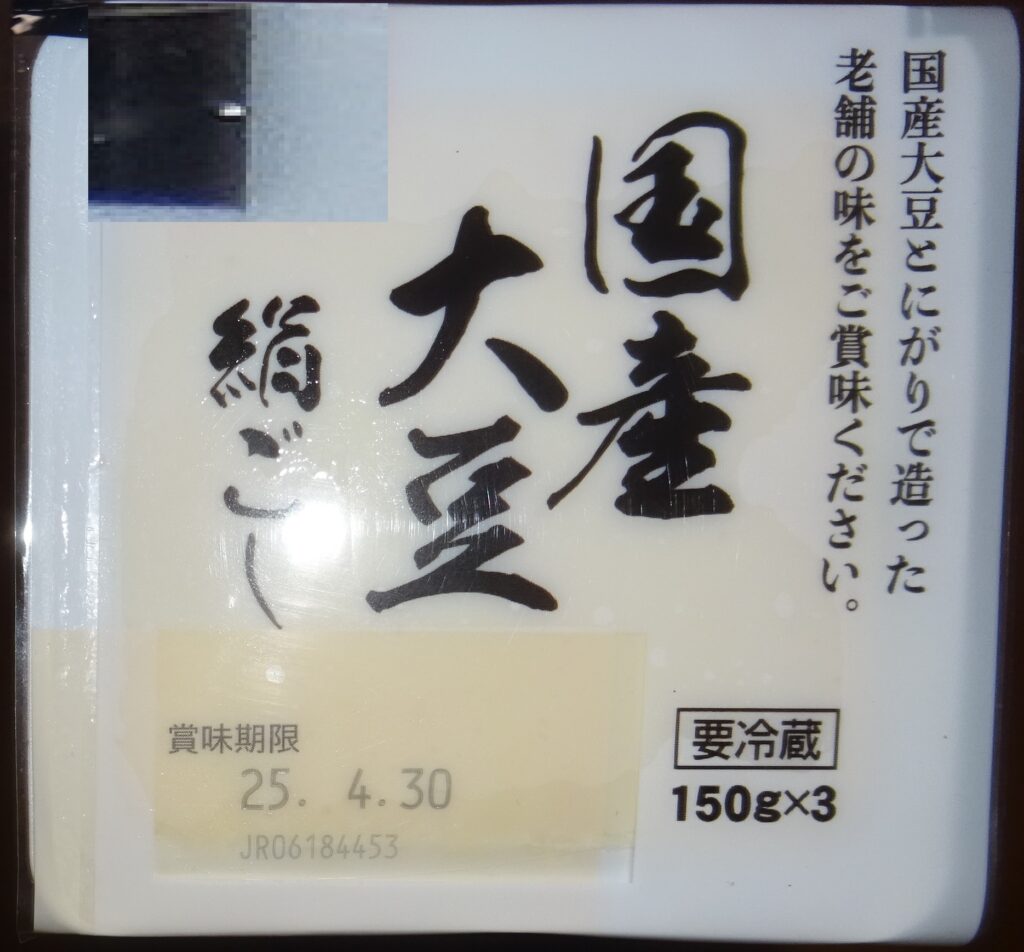 国産大豆とにがりで造った
老舗の味をご賞味ください。
国産
大豆
絹ごし
賞味期限
25. 4.30
JR06184453
要冷蔵
150g×3